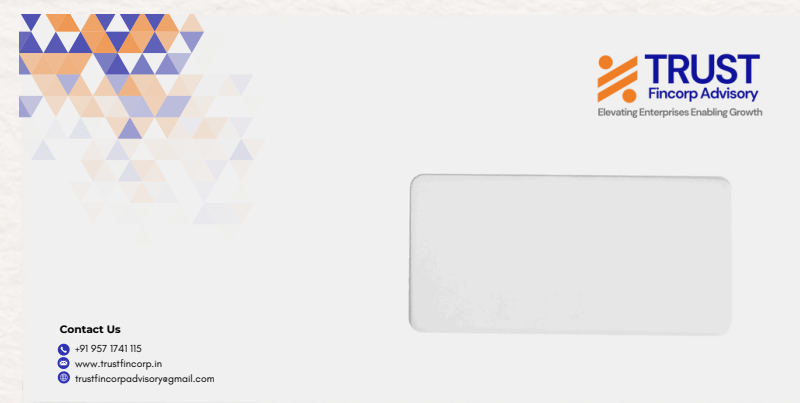 TRUST
Fincorp Advisory
Elevating Enterprises Enabling Growth
Contact Us
+91 957 1741 115
www.trustfincorp.in
trustfincorpadvisory@gmail.com